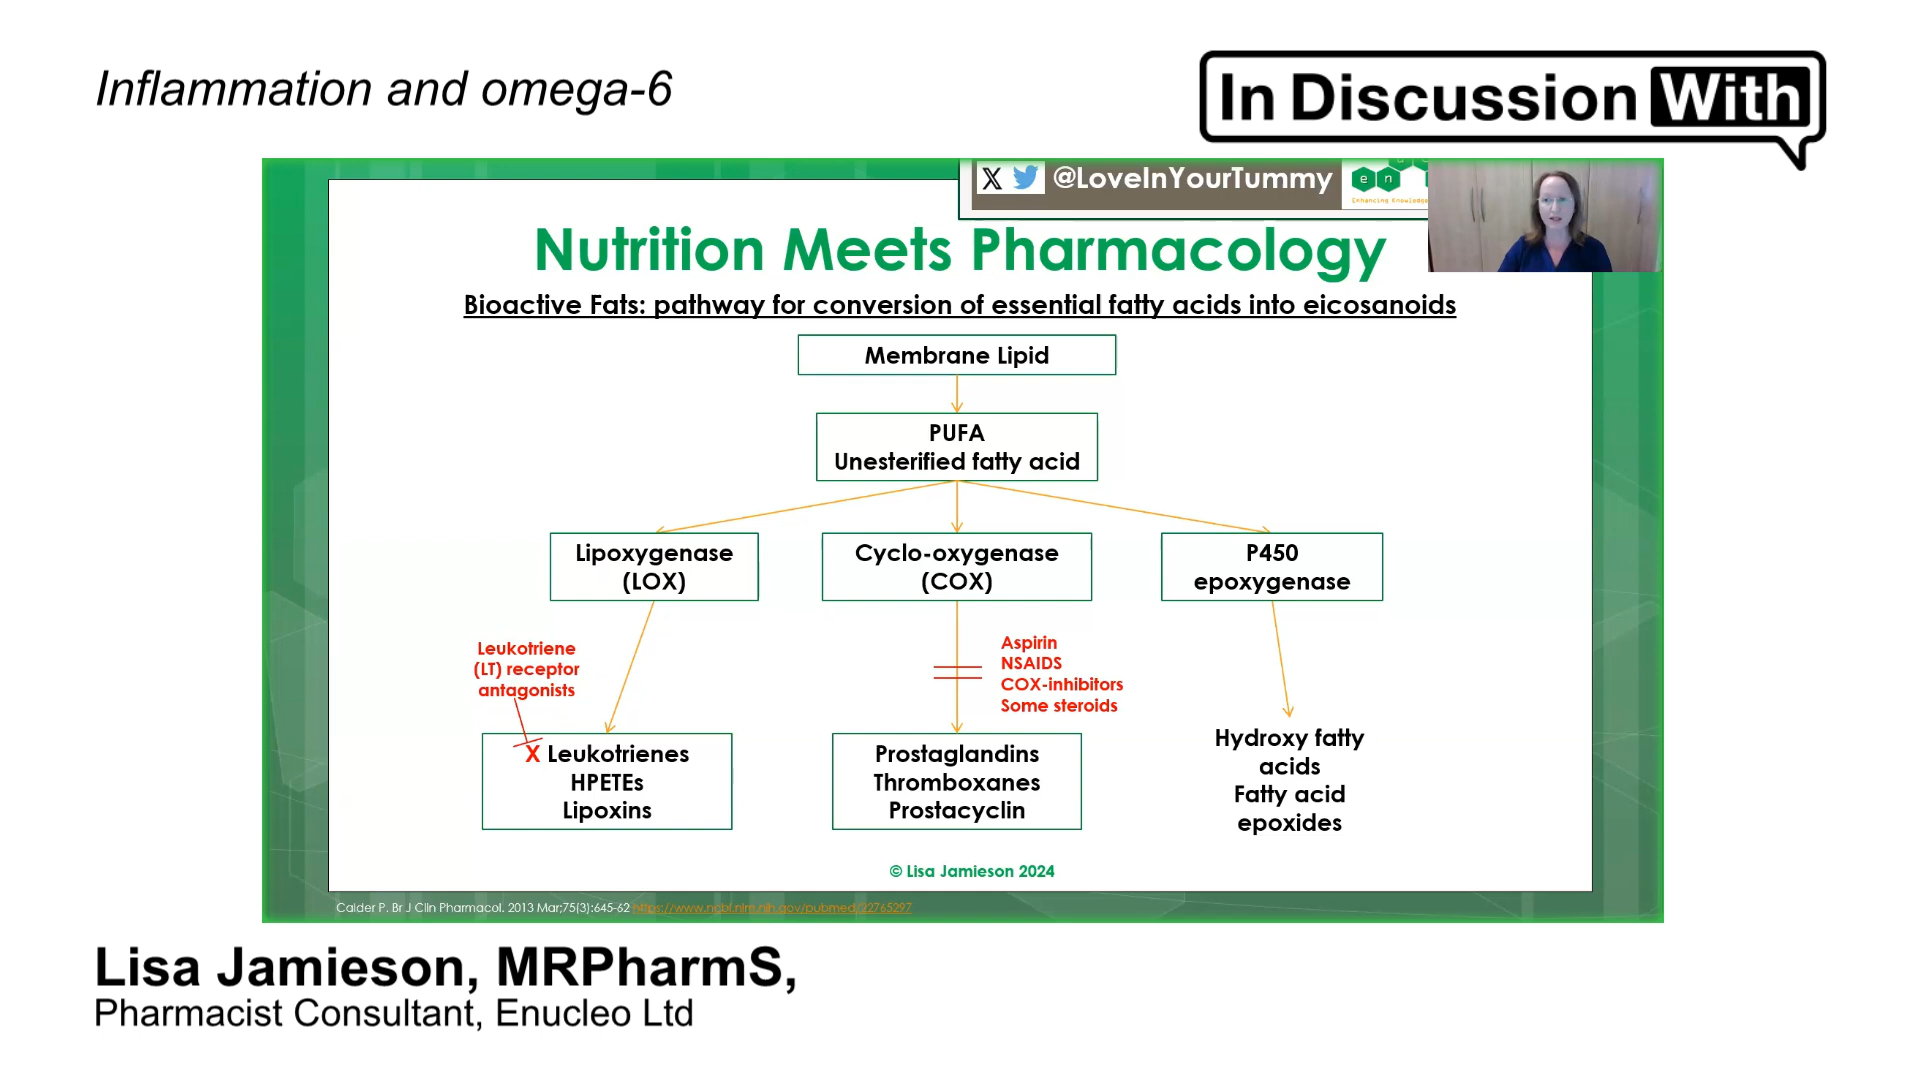 Inflammation and omega-6
In Discussion With
@LoveInYourTummy
e n
Nutrition Meets Pharmacology
Bioactive Fats: pathway for conversion of essential fatty acids into eicosanoids
Membrane Lipid
PUFA
Unesterified fatty acid
Lipoxygenase
(LOX)
Cyclo-oxygenase
(COX)
P450
epoxygenase
Leukotriene
(LT) receptor
antagonists
Aspirin
NSAIDS
COX-inhibitors
Some steroids
X Leukotrienes
HPETEs
Lipoxins
Prostaglandins
Thromboxanes
Prostacyclin
Hydroxy fatty
acids
Fatty acid
epoxides
© Lisa Jamieson 2024
Calder P. Br J Clin Pharmacol. 2013 Mar;75(3):645-62 https://www.ncbi.nlm.nih.gov/pubmed/22765297
Lisa Jamieson, MRPharmS,
Pharmacist Consultant, Enucleo Ltd